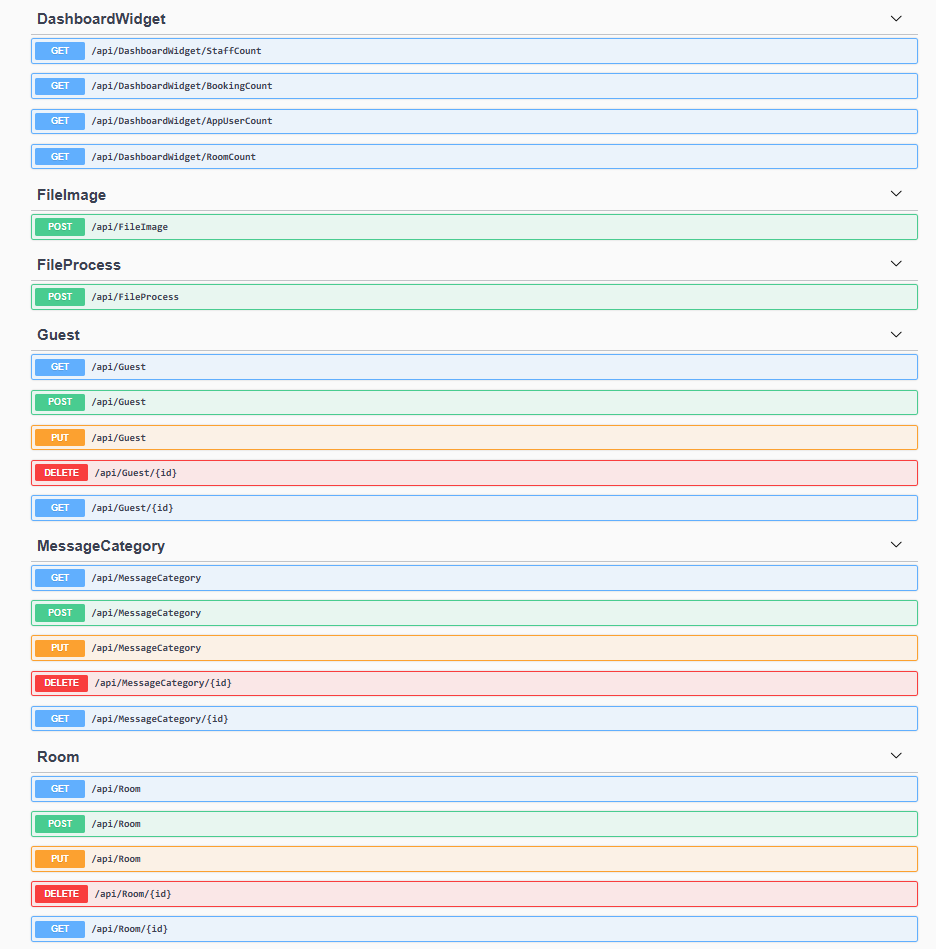 DashboardWidget
GET /api/DashboardWidget/StaffCount
GET /api/DashboardWidget/BookingCount
GET /api/DashboardWidget/AppUserCount
GET /api/DashboardWidget/RoomCount
FileImage
POST /api/FileImage
FileProcess
POST /api/FileProcess
Guest
GET /api/Guest
POST /api/Guest
PUT /api/Guest
DELETE /api/Guest/{id}
GET /api/Guest/{id}
MessageCategory
GET /api/MessageCategory
POST /api/MessageCategory
PUT /api/MessageCategory
DELETE /api/MessageCategory/{id}
GET /api/MessageCategory/{id}
Room
GET /api/Room
POST /api/Room
PUT /api/Room
DELETE /api/Room/{id}
GET /api/Room/{id}